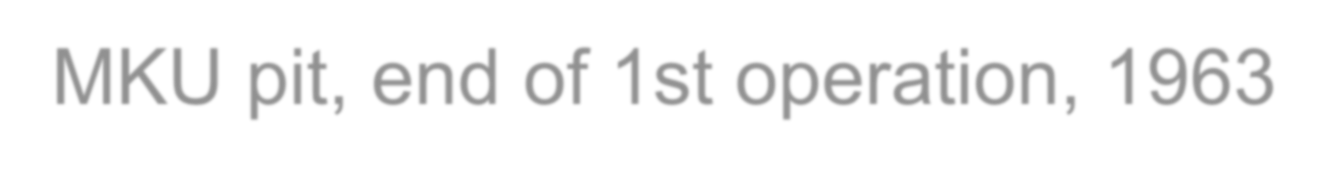 MKU pit, end of 1st operation, 1963